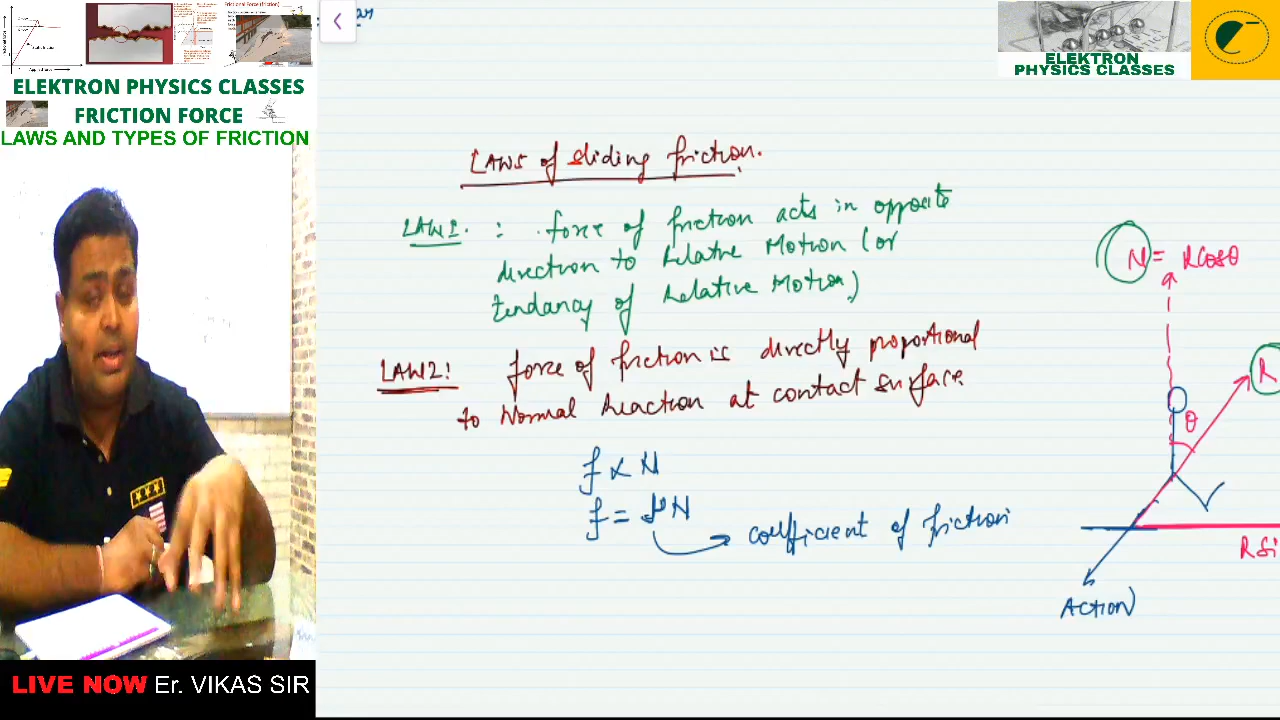 ELEKTRON PHYSICS CLASSES
FRICTION FORCE
LAWS AND TYPES OF FRICTION
ELEKTRON
PHYSICS CLASSES
LAWS of sliding friction.
LAW1. : force of friction acts in opposite
direction to Relative Motion (or
tendancy of Relative Motion)
LAW2: force of friction is directly proportional
to Normal Reaction at contact surface
f ∝ N
f = μN
coefficient of friction
N = R cosθ
R
θ
R Si
Action
LIVE NOW Er. VIKAS SIR